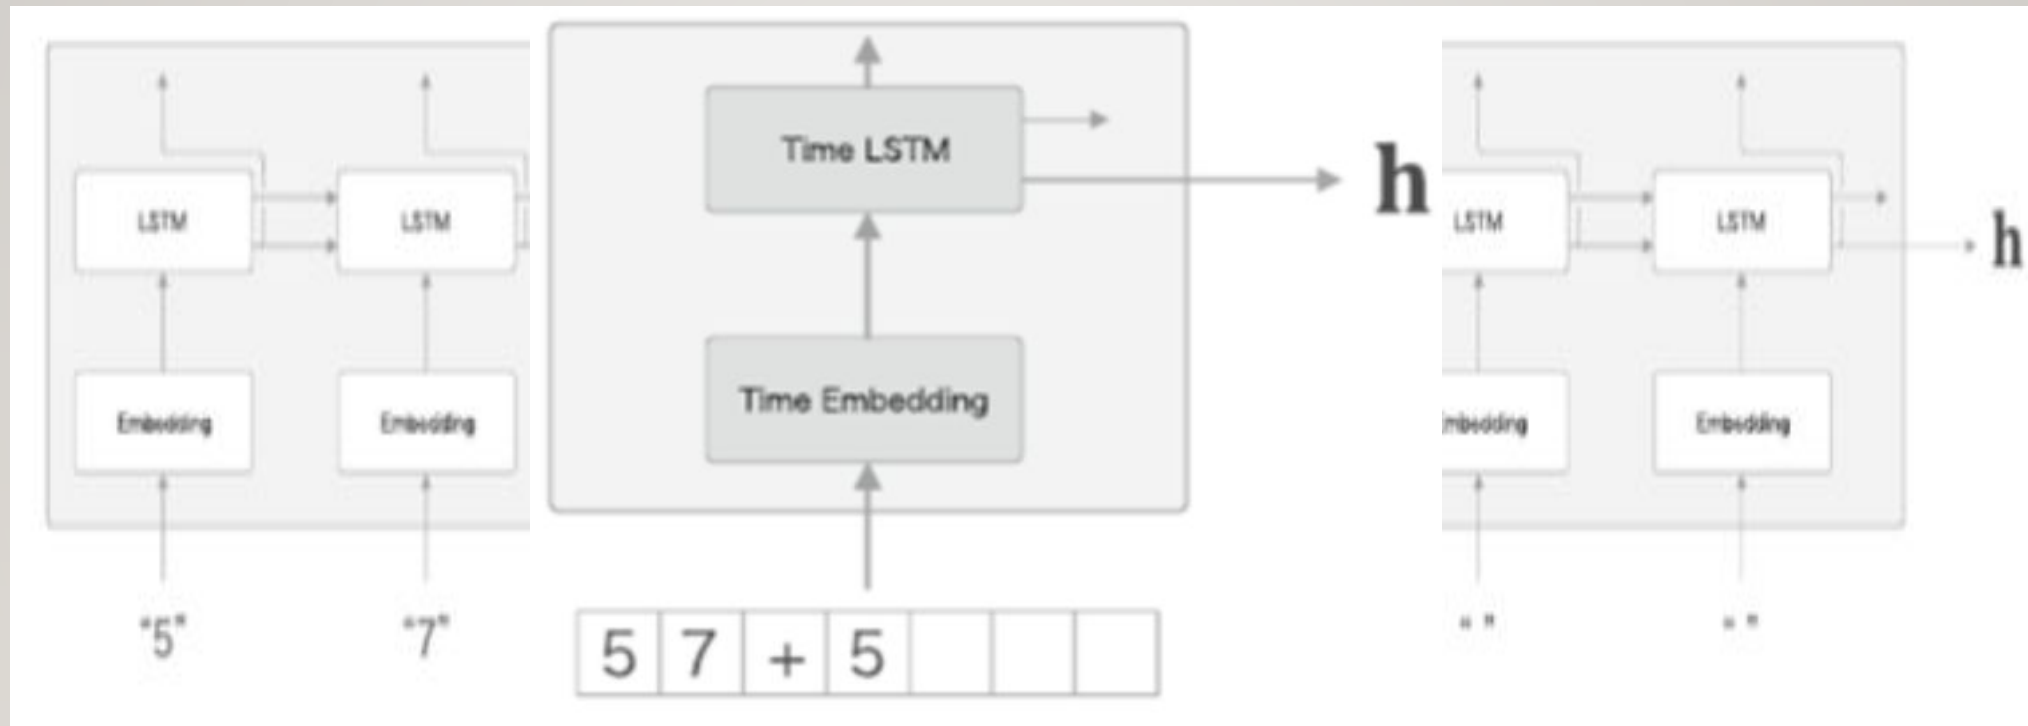 Time LSTM
h
LSTM
LSTM
LSTM
LSTM
h
Time Embedding
Embedding
Embedding
mbedding
Embedding
"5"
"7"
" "
" "
5 7 + 5